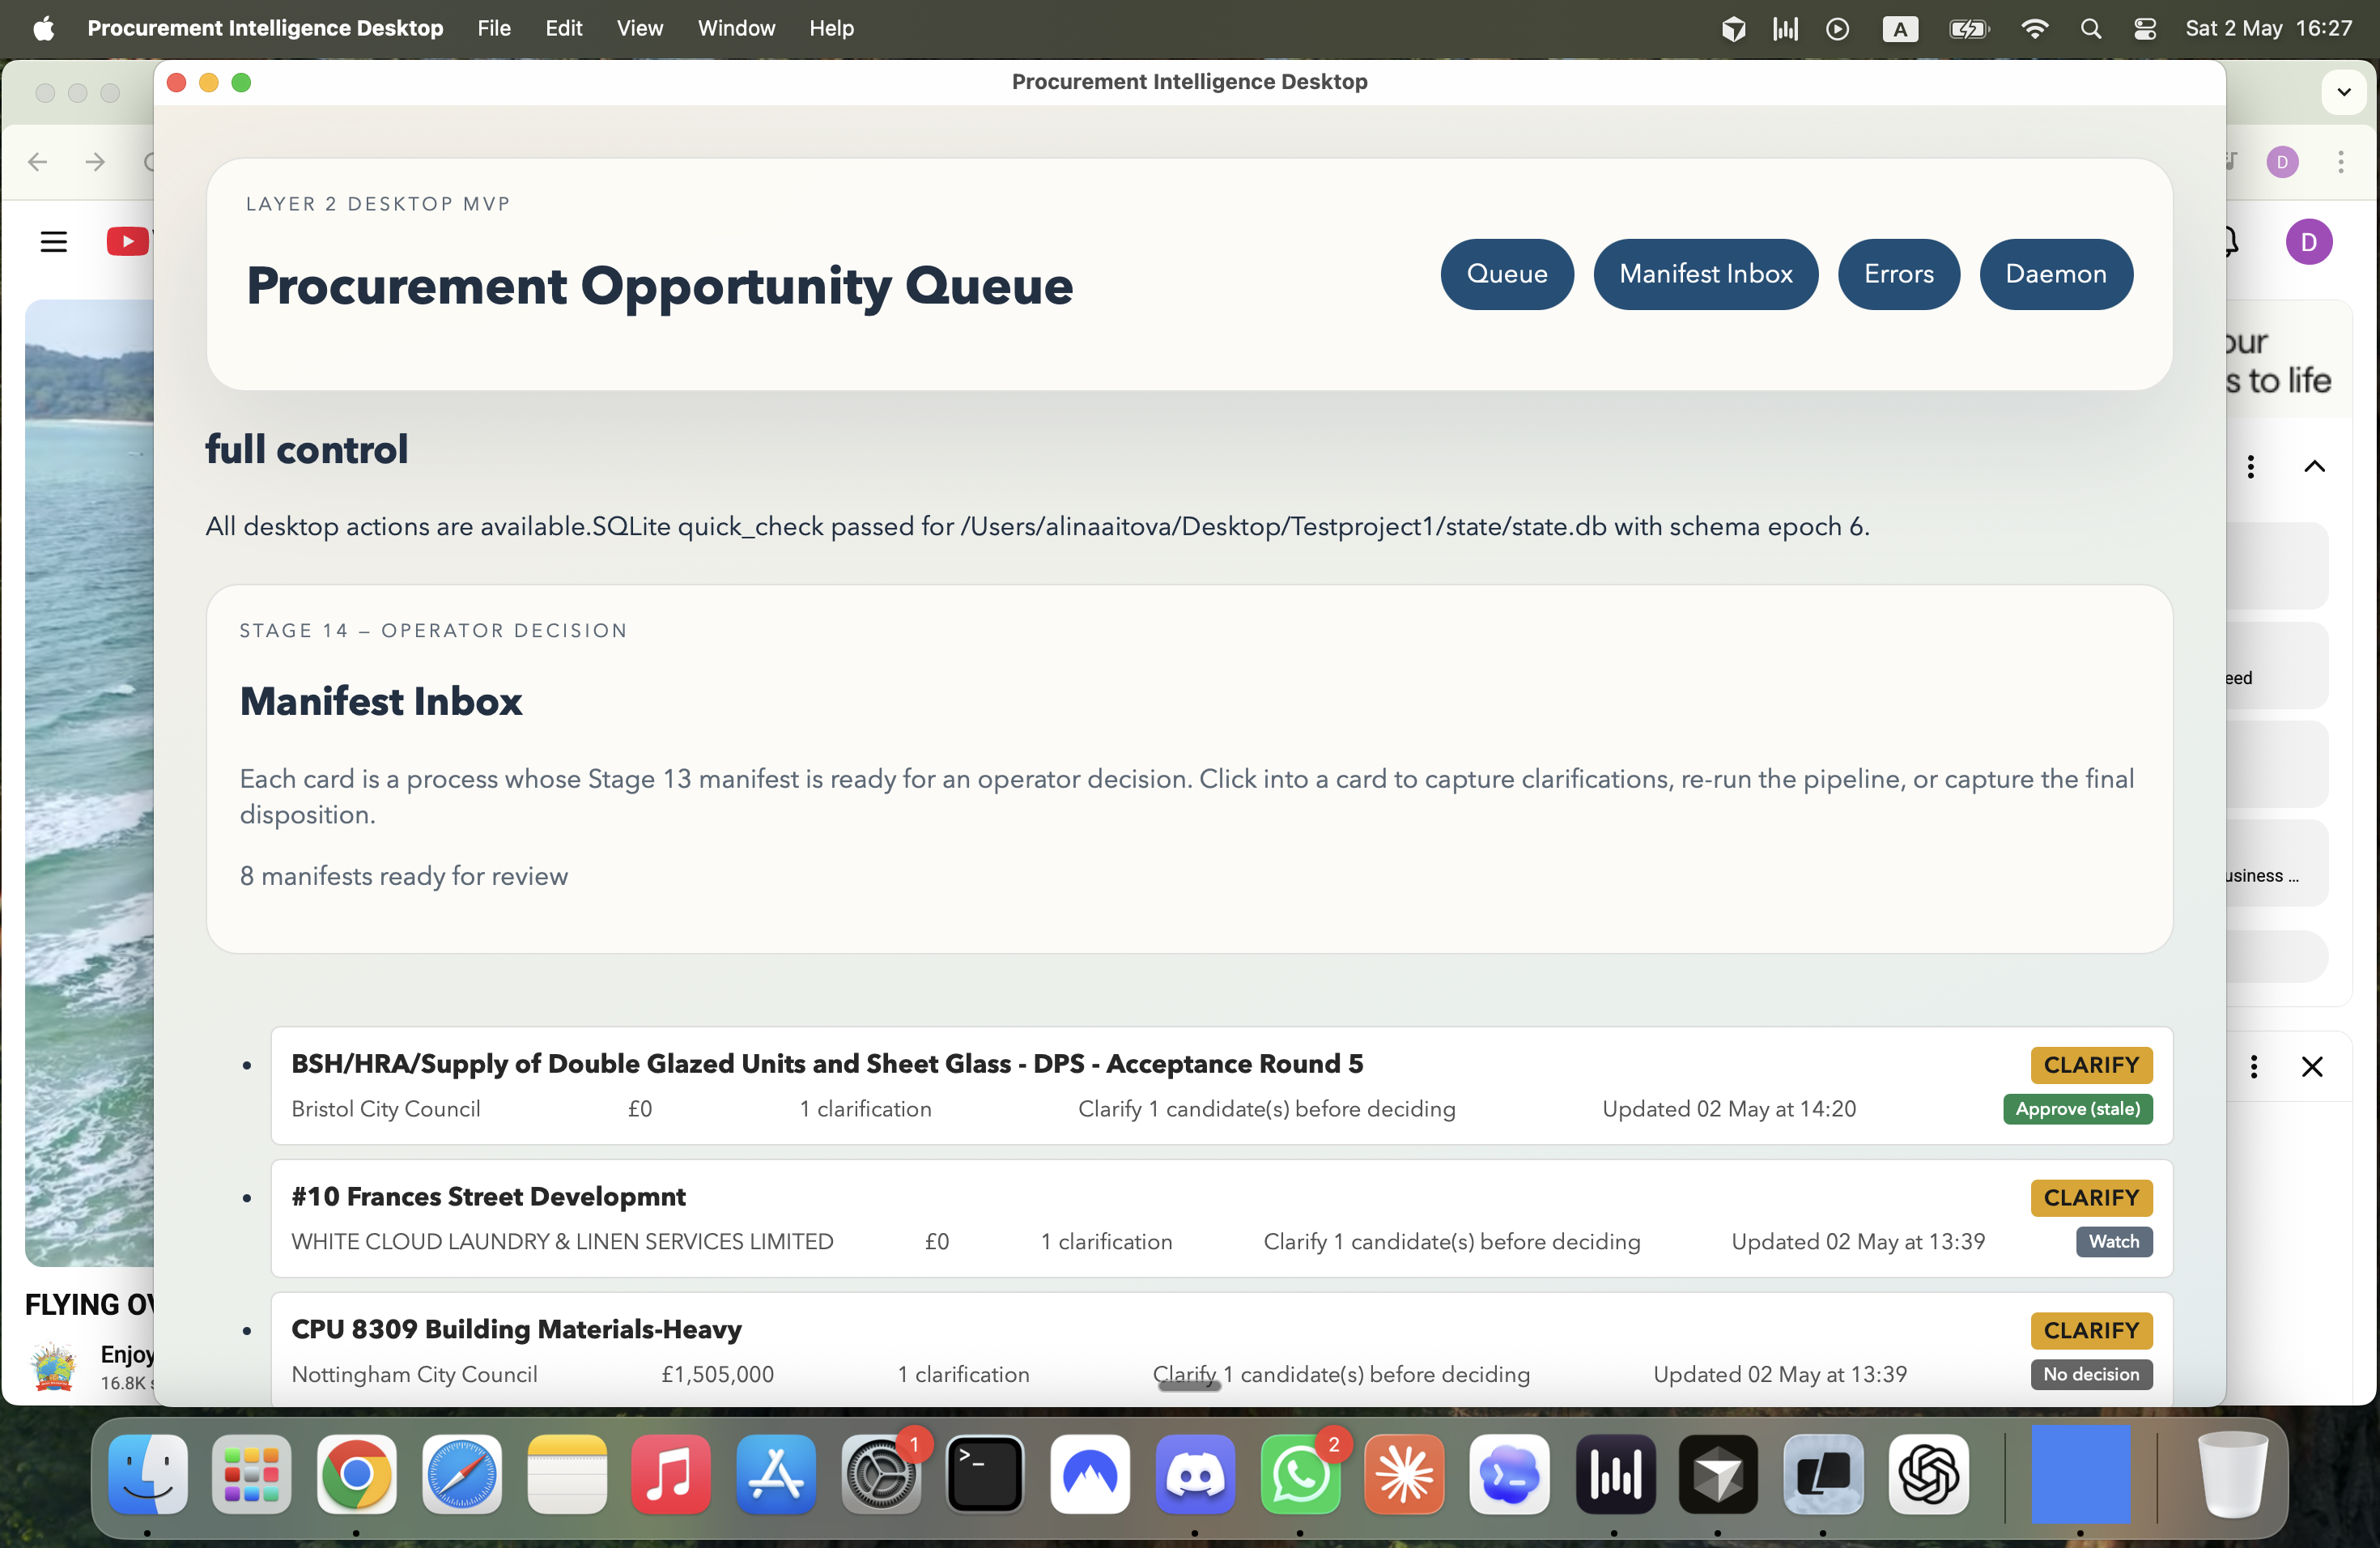 Procurement Intelligence Desktop File Edit View Window Help
A
Sat 2 May 16:27
Procurement Intelligence Desktop
D
LAYER 2 DESKTOP MVP
Procurement Opportunity Queue
Queue
Manifest Inbox
Errors
Daemon
D
our
s to life
full control
All desktop actions are available.SQLite quick_check passed for /Users/alinaaitova/Desktop/Testproject1/state/state.db with schema epoch 6.
STAGE 14 – OPERATOR DECISION
Manifest Inbox
Each card is a process whose Stage 13 manifest is ready for an operator decision. Click into a card to capture clarifications, re-run the pipeline, or capture the final
disposition.
8 manifests ready for review
eed
usiness ...
• BSH/HRA/Supply of Double Glazed Units and Sheet Glass - DPS - Acceptance Round 5 CLARIFY
Bristol City Council £0 1 clarification Clarify 1 candidate(s) before deciding Updated 02 May at 14:20 Approve (stale)
• #10 Frances Street Developmnt CLARIFY
WHITE CLOUD LAUNDRY & LINEN SERVICES LIMITED £0 1 clarification Clarify 1 candidate(s) before deciding Updated 02 May at 13:39 Watch
• CPU 8309 Building Materials-Heavy CLARIFY
Nottingham City Council £1,505,000 1 clarification Clarify 1 candidate(s) before deciding Updated 02 May at 13:39 No decision
FLYING OV
Enjoy
16.8K s
1
2